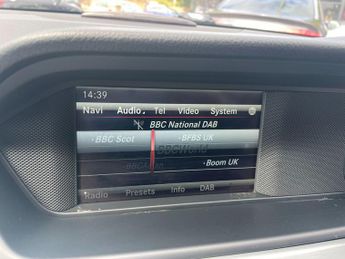 14:39
Navi Audio Tel Video System
BBC National DAB
BBC Scot BFBS UK
BBCWorld
Boom UK
Radio Presets Info DAB